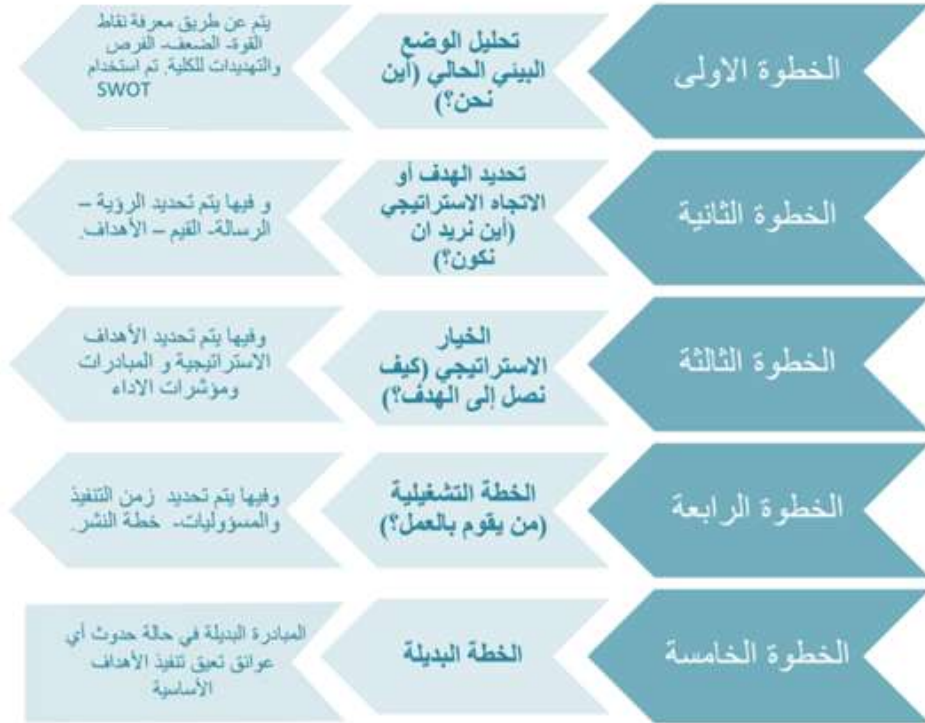 الخطوة الاولى
تحليل الوضع
البيئي الحالي (أين
نحن؟)
يتم عن طريق معرفة نقاط
القوة- الضعف- الفرص
والتهديدات للكلية. تم استخدام
SWOT
الخطوة الثانية
تحديد الهدف أو
الاتجاه الاستراتيجي
(أين نريد ان
نكون؟)
و فيها يتم تحديد الرؤية –
الرسالة- القيم – الأهداف.
الخطوة الثالثة
الخيار
الاستراتيجي (كيف
نصل إلى الهدف؟)
وفيها يتم تحديد الأهداف
الاستراتيجية و المبادرات
ومؤشرات الاداء
الخطوة الرابعة
الخطة التشغيلية
(من يقوم بالعمل؟)
وفيها يتم تحديد زمن التنفيذ
والمسؤوليات- خطة النشر.
الخطوة الخامسة
الخطة البديلة
المبادرة البديلة في حالة حدوث أي
عوائق تعيق تنفيذ الأهداف
الأساسية